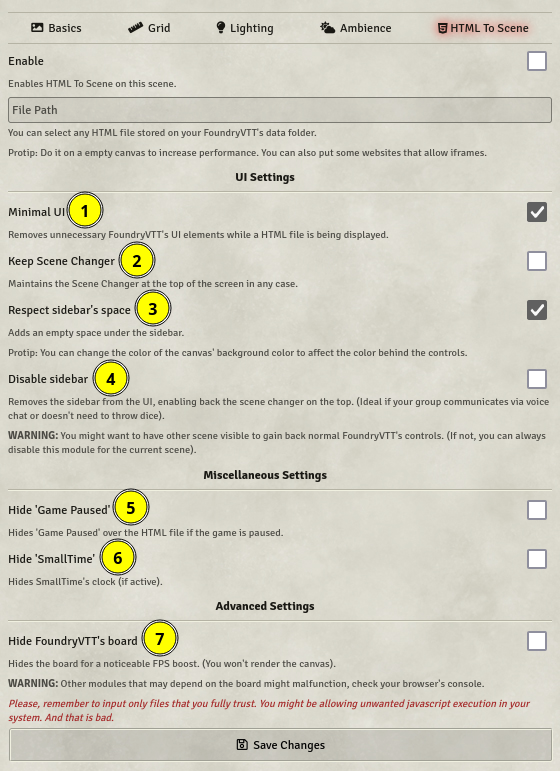 Basics Grid Lighting Ambience HTML To Scene
Enable
Enables HTML To Scene on this scene.
File Path
You can select any HTML file stored on your FoundryVTT's data folder.
Protip: Do it on a empty canvas to increase performance. You can also put some websites that allow iframes.
UI Settings
Minimal UI 1
Removes unnecessary FoundryVTT's UI elements while a HTML file is being displayed.
Keep Scene Changer 2
Maintains the Scene Changer at the top of the screen in any case.
Respect sidebar's space 3
Adds an empty space under the sidebar.
Protip: You can change the color of the canvas' background color to affect the color behind the controls.
Disable sidebar 4
Removes the sidebar from the UI, enabling back the scene changer on the top. (Ideal if your group communicates via voice
chat or doesn't need to throw dice).
WARNING: You might want to have other scene visible to gain back normal FoundryVTT's controls. (If not, you can always
disable this module for the current scene).
Miscellaneous Settings
Hide 'Game Paused' 5
Hides 'Game Paused' over the HTML file if the game is paused.
Hide 'SmallTime' 6
Hides SmallTime's clock (if active).
Advanced Settings
Hide FoundryVTT's board 7
Hides the board for a noticeable FPS boost. (You won't render the canvas).
WARNING: Other modules that may depend on the board might malfunction, check your browser's console.
Please, remember to input only files that you fully trust. You might be allowing unwanted javascript execution in your
system. And that is bad.
Save Changes